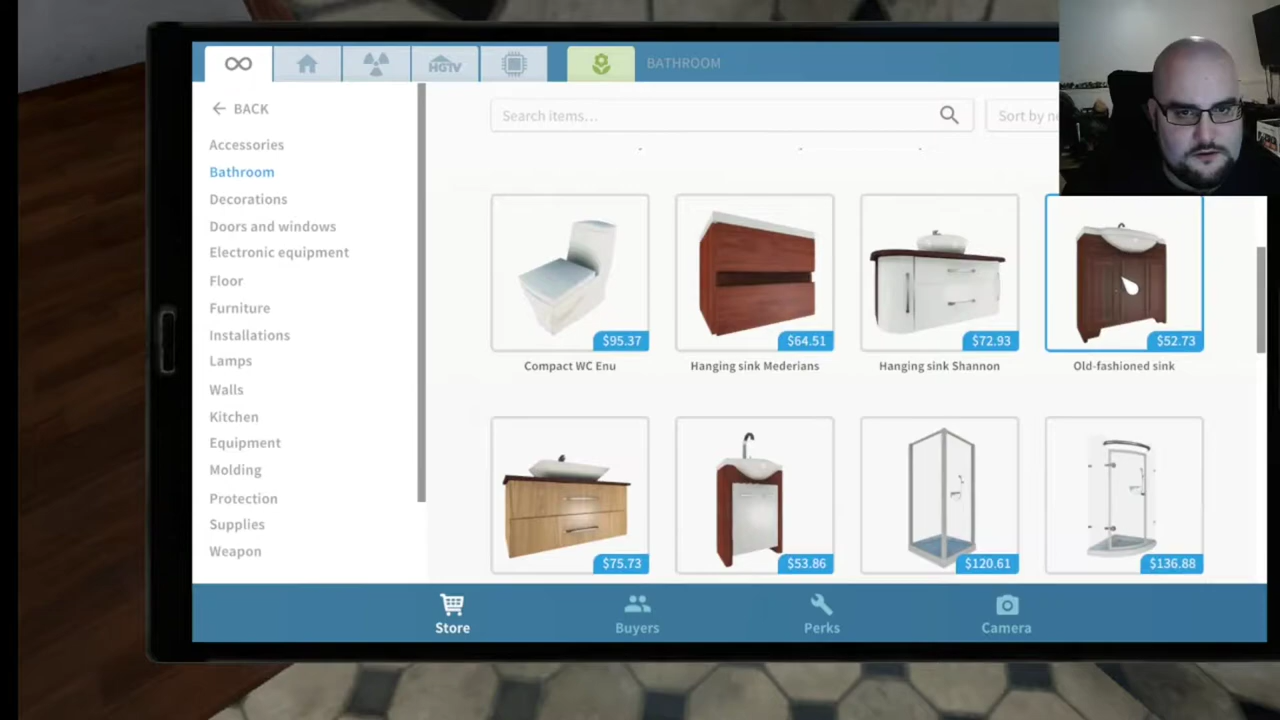 HGTV
BATHROOM
BACK
Search items...
Accessories
Bathroom
Decorations
Doors and windows
Electronic equipment
Floor
Furniture
Installations
Lamps
Walls
Kitchen
Equipment
Molding
Protection
Supplies
Weapon
$95.37
$64.51
$72.93
$52.73
Compact WC Enu
Hanging sink Mederians
Hanging sink Shannon
Old-fashioned sink
$75.73
$53.86
$120.61
$136.88
Store
Buyers
Perks
Camera